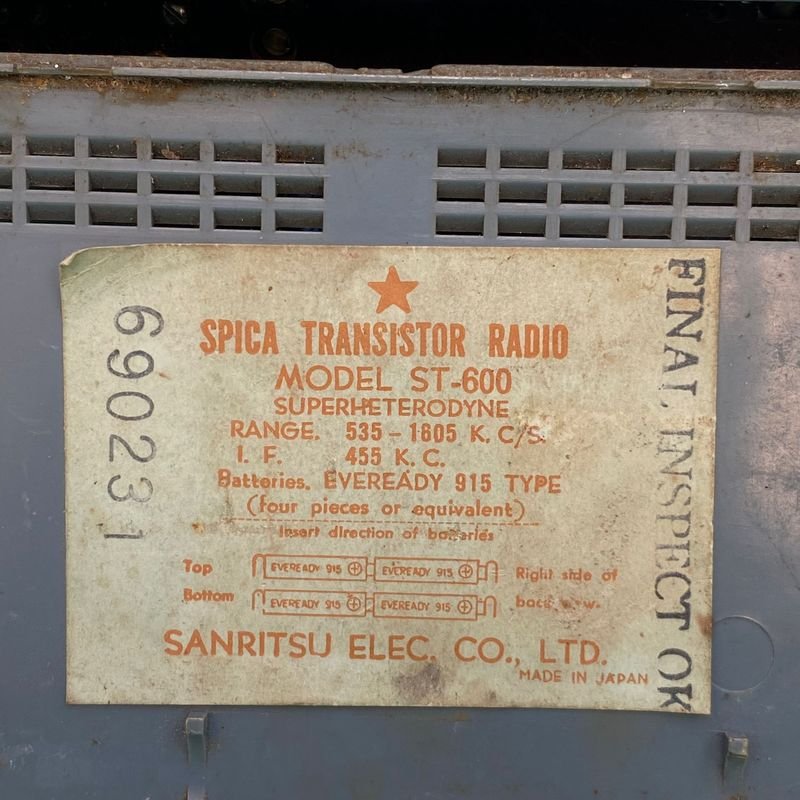 SPICA TRANSISTOR RADIO
MODEL ST-600
SUPERHETERODYNE
RANGE. 535 - 1605 K. C/S.
I. F. 455 K. C.
Batteries. EVEREADY 915 TYPE
(four pieces or equivalent)
Insert direction of batteries
Top EVEREADY 915 + EVEREADY 915 + Right side of
Bottom EVEREADY 915 + EVEREADY 915 + back
SANRITSU ELEC. CO., LTD.
MADE IN JAPAN
690231
FINAL INSPECT OK